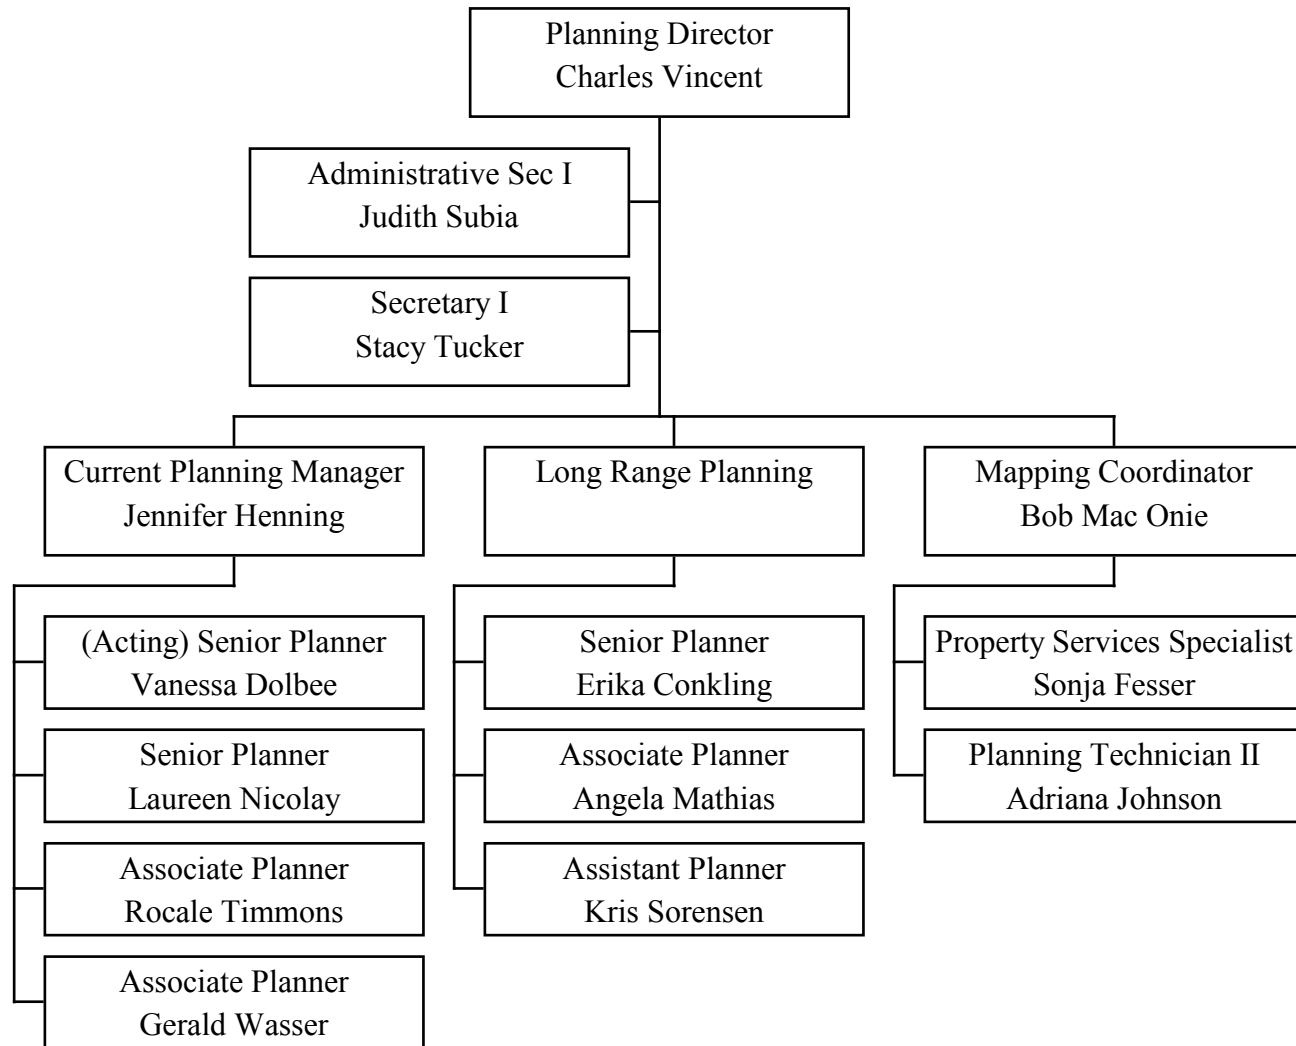 Planning Director
Charles Vincent
Administrative Sec I
Judith Subia
Secretary I
Stacy Tucker
Current Planning Manager
Jennifer Henning
Long Range Planning
Mapping Coordinator
Bob Mac Onie
(Acting) Senior Planner
Vanessa Dolbee
Senior Planner
Laureen Nicolay
Associate Planner
Rocale Timmons
Associate Planner
Gerald Wasser
Senior Planner
Erika Conkling
Associate Planner
Angela Mathias
Assistant Planner
Kris Sorensen
Property Services Specialist
Sonja Fesser
Planning Technician II
Adriana Johnson